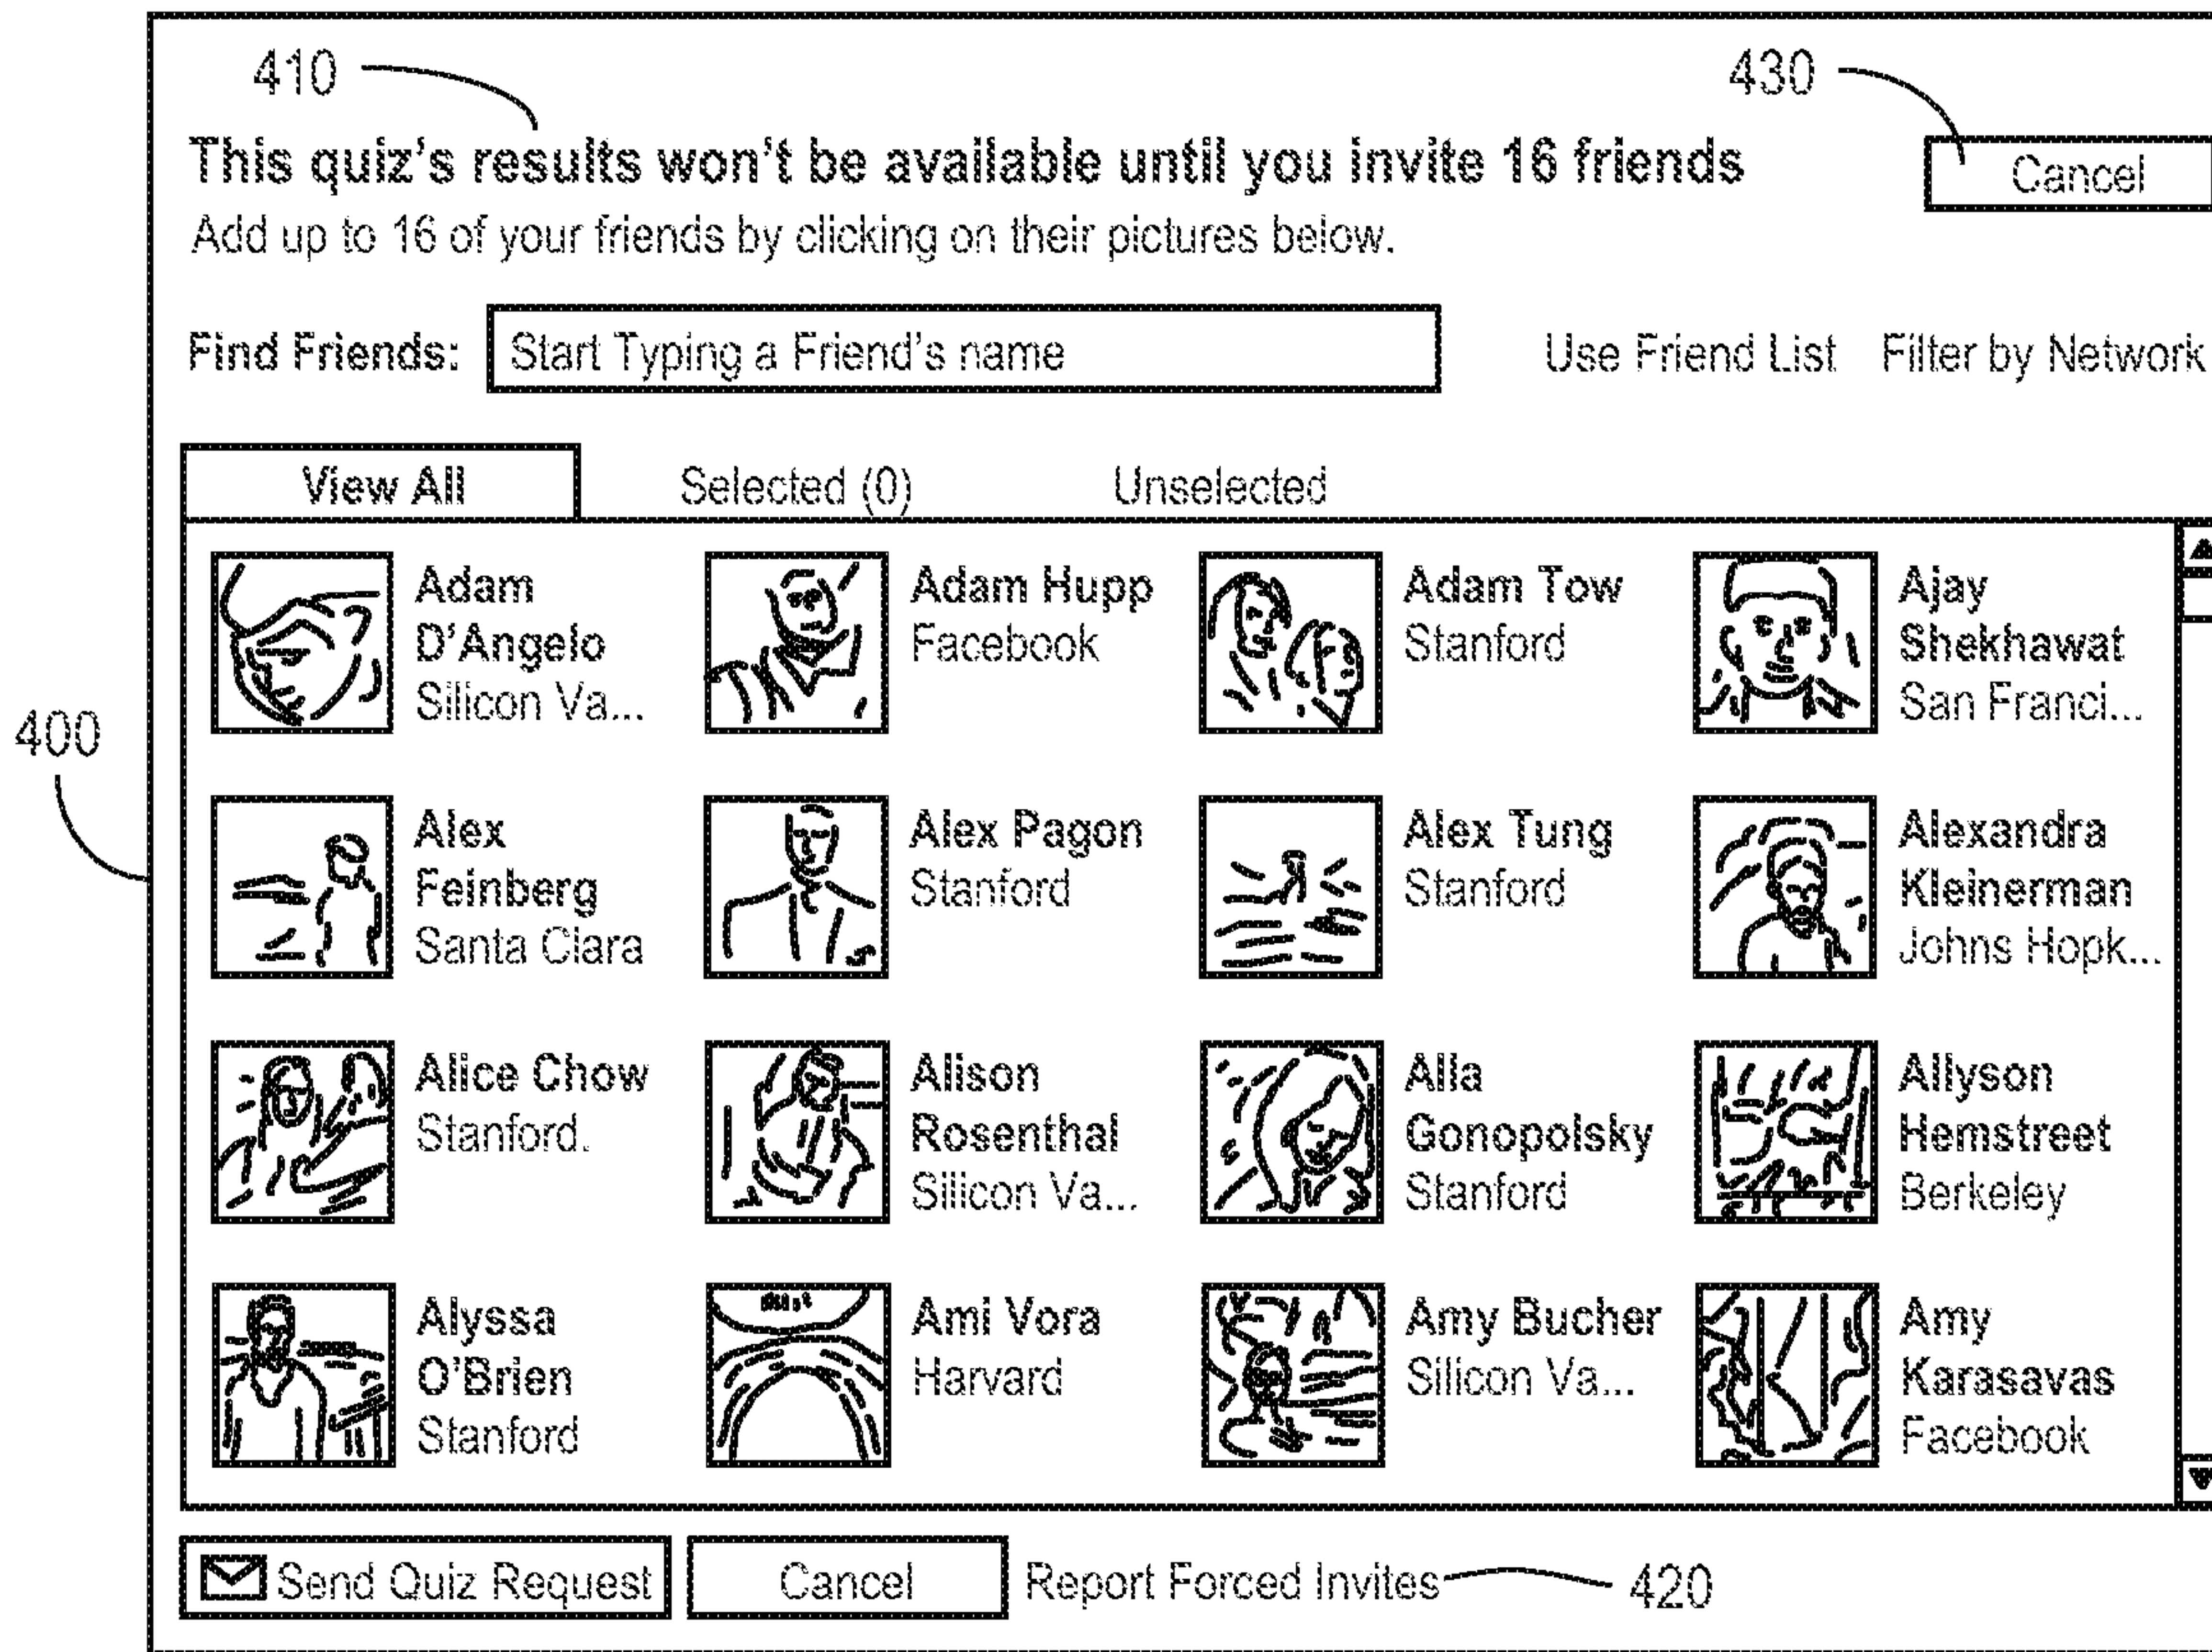 410
430
This quiz's results won't be available until you invite 16 friends
Cancel
Add up to 16 of your friends by clicking on their pictures below.
Find Friends: Start Typing a Friend's name Use Friend List Filter by Network
View All Selected (0) Unselected
Adam D'Angelo
Silicon Va...
Adam Hupp
Facebook
Adam Tow
Stanford
Ajay Shekhawat
San Franci...
400
Alex Feinberg
Santa Clara
Alex Pagon
Stanford
Alex Tung
Stanford
Alexandra Kleinerman
Johns Hopk...
Alice Chow
Stanford.
Alison Rosenthal
Silicon Va...
Alla Gonopolsky
Stanford
Allyson Hemstreet
Berkeley
Alyssa O'Brien
Stanford
Ami Vora
Harvard
Amy Bucher
Silicon Va...
Amy Karasavas
Facebook
Send Quiz Request Cancel Report Forced Invites 420